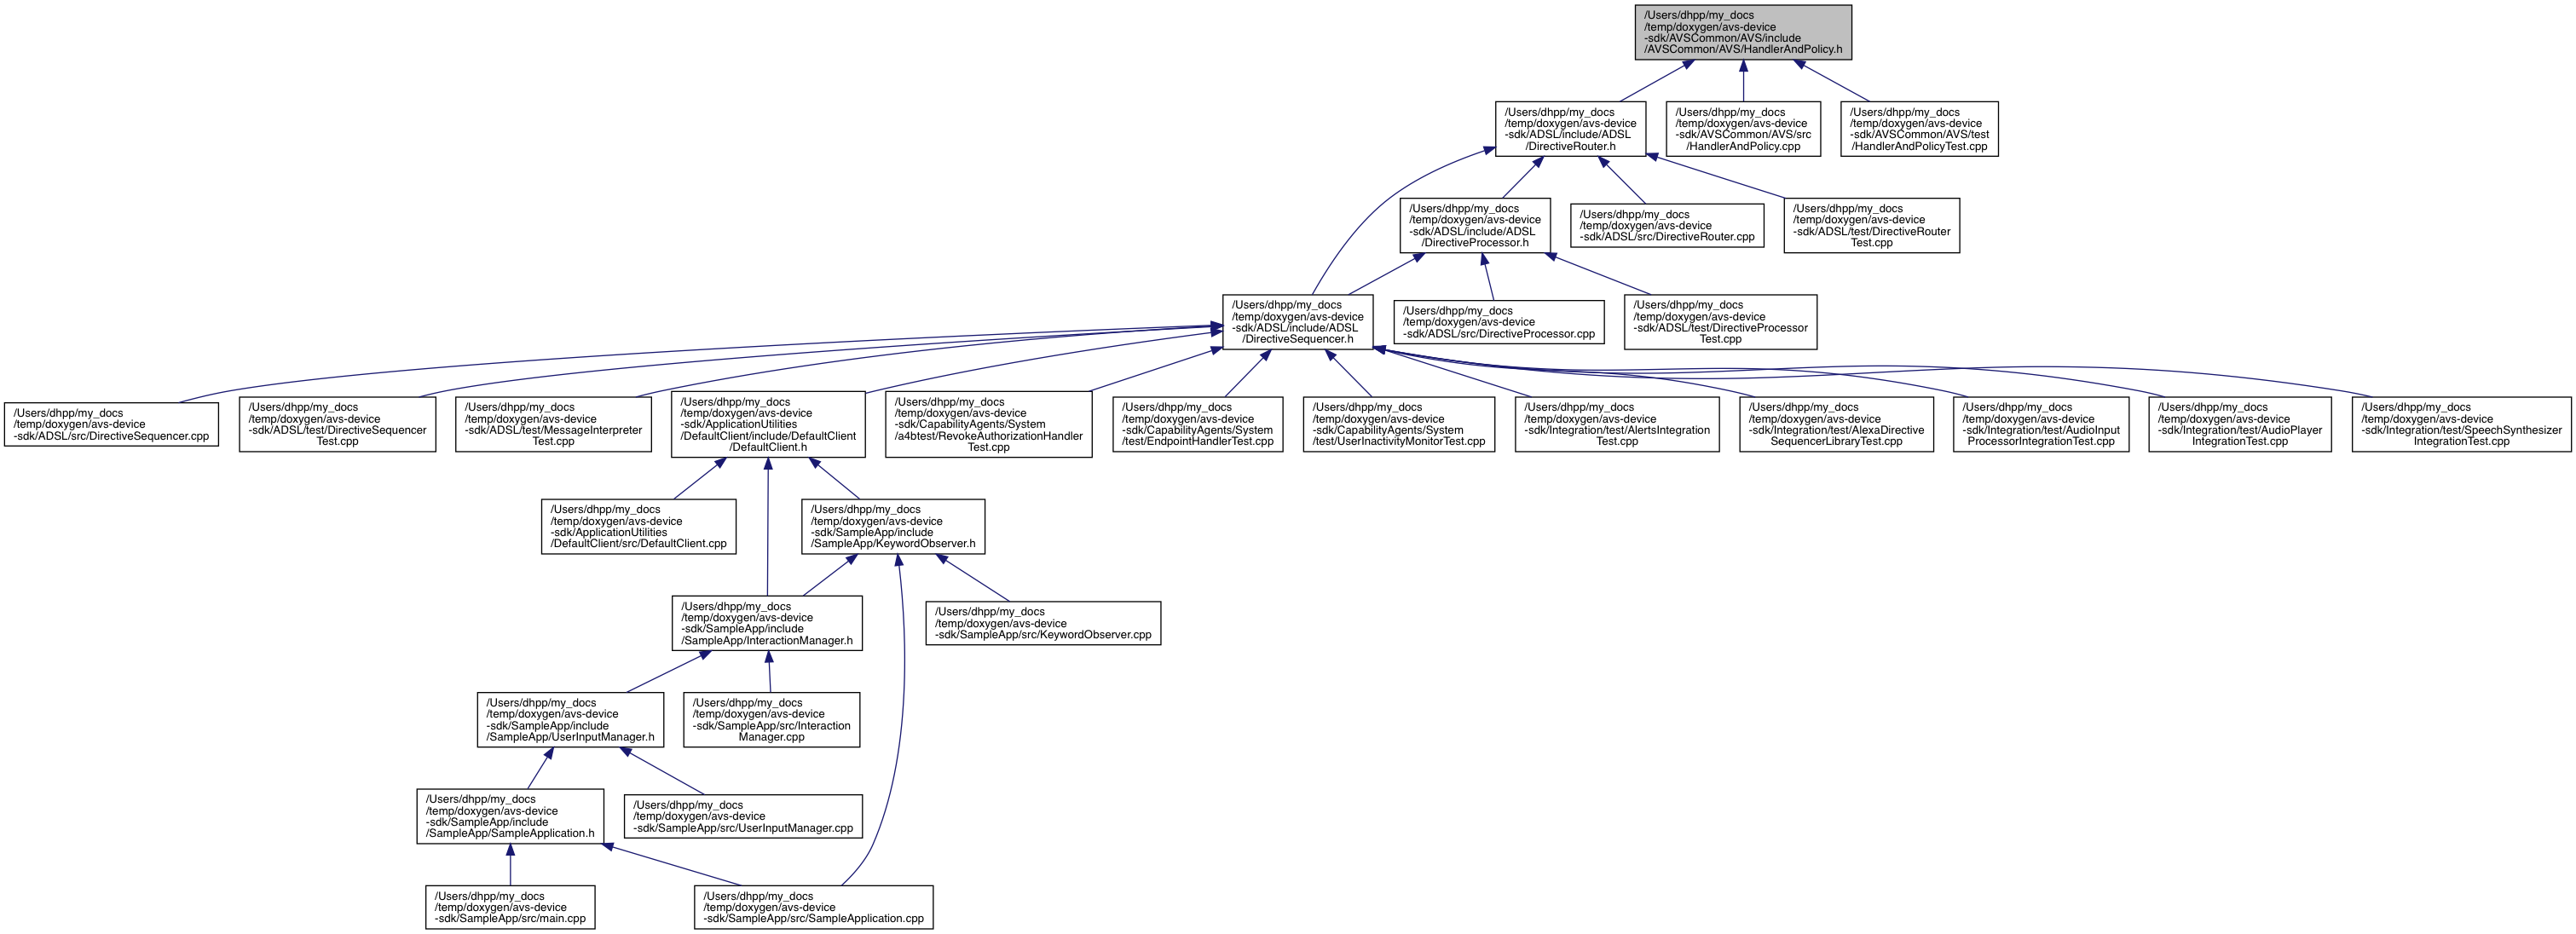 /Users/dhpp/my_docs
/temp/doxygen/avs-device
-sdk/AVSCommon/AVS/include
/AVSCommon/AVS/HandlerAndPolicy.h
/Users/dhpp/my_docs
/temp/doxygen/avs-device
-sdk/ADSL/include/ADSL
/DirectiveRouter.h
/Users/dhpp/my_docs
/temp/doxygen/avs-device
-sdk/AVSCommon/AVS/src
/HandlerAndPolicy.cpp
/Users/dhpp/my_docs
/temp/doxygen/avs-device
-sdk/AVSCommon/AVS/test
/HandlerAndPolicyTest.cpp
/Users/dhpp/my_docs
/temp/doxygen/avs-device
-sdk/ADSL/include/ADSL
/DirectiveProcessor.h
/Users/dhpp/my_docs
/temp/doxygen/avs-device
-sdk/ADSL/src/DirectiveRouter.cpp
/Users/dhpp/my_docs
/temp/doxygen/avs-device
-sdk/ADSL/test/DirectiveRouter
Test.cpp
/Users/dhpp/my_docs
/temp/doxygen/avs-device
-sdk/ADSL/include/ADSL
/DirectiveSequencer.h
/Users/dhpp/my_docs
/temp/doxygen/avs-device
-sdk/ADSL/src/DirectiveProcessor.cpp
/Users/dhpp/my_docs
/temp/doxygen/avs-device
-sdk/ADSL/test/DirectiveProcessor
Test.cpp
/Users/dhpp/my_docs
/temp/doxygen/avs-device
-sdk/ADSL/src/DirectiveSequencer.cpp
/Users/dhpp/my_docs
/temp/doxygen/avs-device
-sdk/ADSL/test/DirectiveSequencer
Test.cpp
/Users/dhpp/my_docs
/temp/doxygen/avs-device
-sdk/ADSL/test/MessageInterpreter
Test.cpp
/Users/dhpp/my_docs
/temp/doxygen/avs-device
-sdk/ApplicationUtilities
/DefaultClient/include/DefaultClient
/DefaultClient.h
/Users/dhpp/my_docs
/temp/doxygen/avs-device
-sdk/CapabilityAgents/System
/a4btest/RevokeAuthorizationHandler
Test.cpp
/Users/dhpp/my_docs
/temp/doxygen/avs-device
-sdk/CapabilityAgents/System
/test/EndpointHandlerTest.cpp
/Users/dhpp/my_docs
/temp/doxygen/avs-device
-sdk/CapabilityAgents/System
/test/UserInactivityMonitorTest.cpp
/Users/dhpp/my_docs
/temp/doxygen/avs-device
-sdk/Integration/test/AlertsIntegration
Test.cpp
/Users/dhpp/my_docs
/temp/doxygen/avs-device
-sdk/Integration/test/AlexaDirective
SequencerLibraryTest.cpp
/Users/dhpp/my_docs
/temp/doxygen/avs-device
-sdk/Integration/test/AudioInput
ProcessorIntegrationTest.cpp
/Users/dhpp/my_docs
/temp/doxygen/avs-device
-sdk/Integration/test/AudioPlayer
IntegrationTest.cpp
/Users/dhpp/my_docs
/temp/doxygen/avs-device
-sdk/Integration/test/SpeechSynthesizer
IntegrationTest.cpp
/Users/dhpp/my_docs
/temp/doxygen/avs-device
-sdk/ApplicationUtilities
/DefaultClient/src/DefaultClient.cpp
/Users/dhpp/my_docs
/temp/doxygen/avs-device
-sdk/SampleApp/include
/SampleApp/KeywordObserver.h
/Users/dhpp/my_docs
/temp/doxygen/avs-device
-sdk/SampleApp/include
/SampleApp/InteractionManager.h
/Users/dhpp/my_docs
/temp/doxygen/avs-device
-sdk/SampleApp/src/KeywordObserver.cpp
/Users/dhpp/my_docs
/temp/doxygen/avs-device
-sdk/SampleApp/include
/SampleApp/UserInputManager.h
/Users/dhpp/my_docs
/temp/doxygen/avs-device
-sdk/SampleApp/src/Interaction
Manager.cpp
/Users/dhpp/my_docs
/temp/doxygen/avs-device
-sdk/SampleApp/include
/SampleApp/SampleApplication.h
/Users/dhpp/my_docs
/temp/doxygen/avs-device
-sdk/SampleApp/src/UserInputManager.cpp
/Users/dhpp/my_docs
/temp/doxygen/avs-device
-sdk/SampleApp/src/main.cpp
/Users/dhpp/my_docs
/temp/doxygen/avs-device
-sdk/SampleApp/src/SampleApplication.cpp